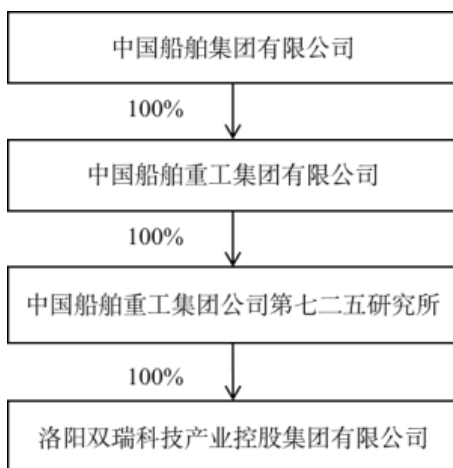 中国船舶集团有限公司
100%
中国船舶重工集团有限公司
100%
中国船舶重工集团公司第七二五研究所
100%
洛阳双瑞科技产业控股集团有限公司